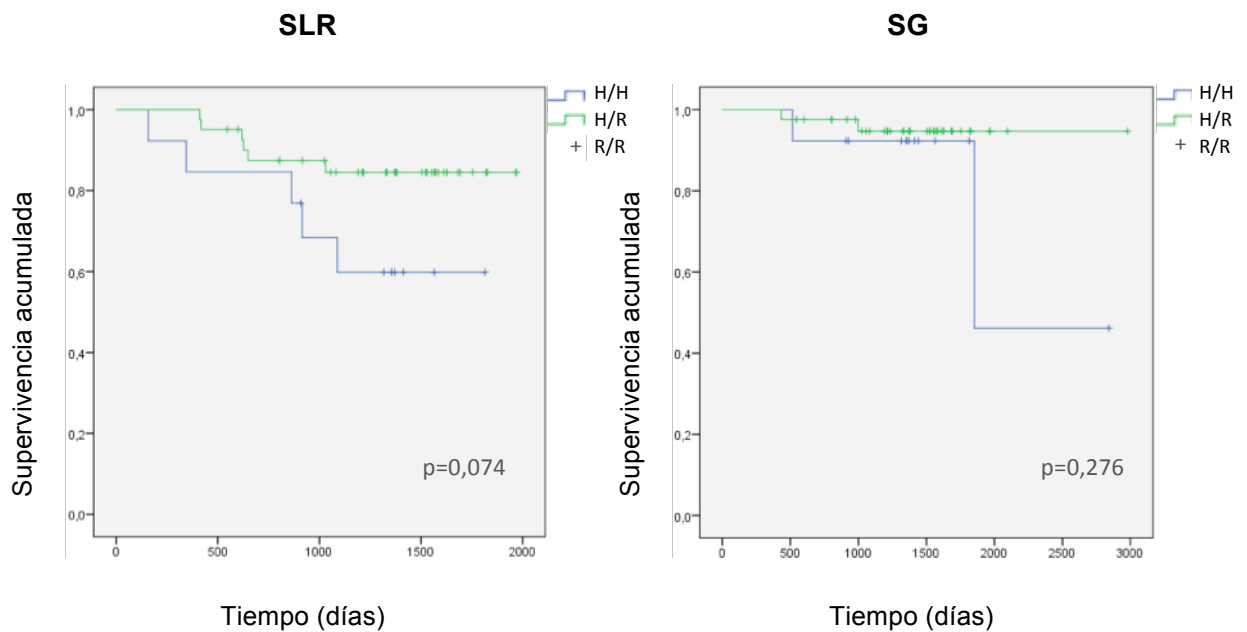 SLR
H/H
H/R
+ R/R
1,0
0,8
0,6
0,4
0,2
0,0
Supervivencia acumulada
p=0,074
0 500 1000 1500 2000
Tiempo (días)
SG
H/H
H/R
+ R/R
1,0
0,8
0,6
0,4
0,2
0,0
Supervivencia acumulada
p=0,276
0 500 1000 1500 2000 2500 3000
Tiempo (días)